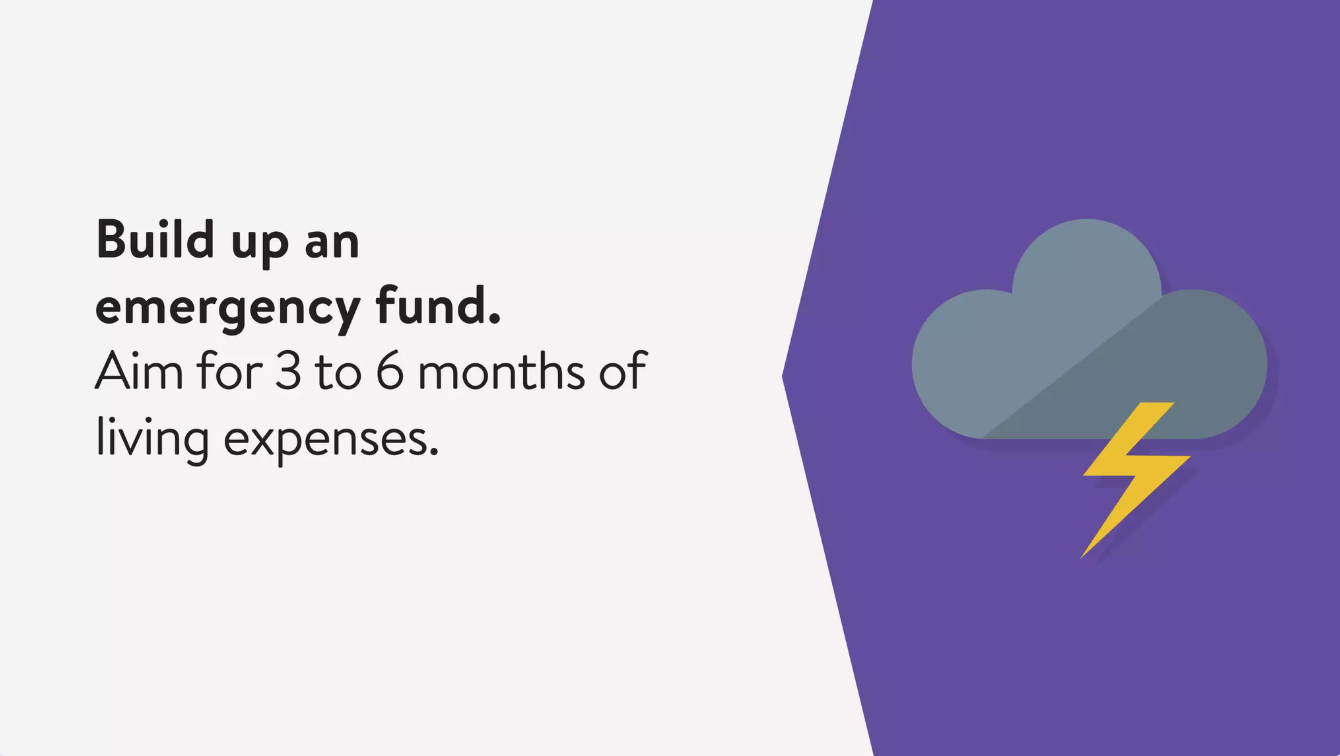 Build up an
emergency fund.
Aim for 3 to 6 months of
living expenses.